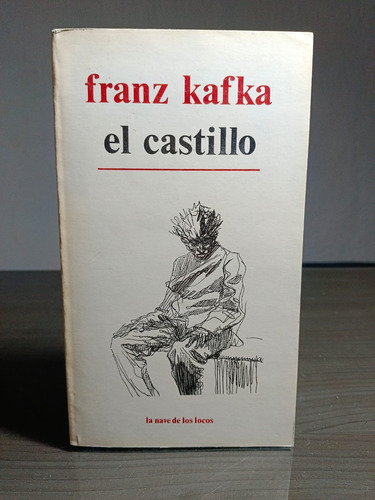 franz kafka
el castillo
la nave de los locos